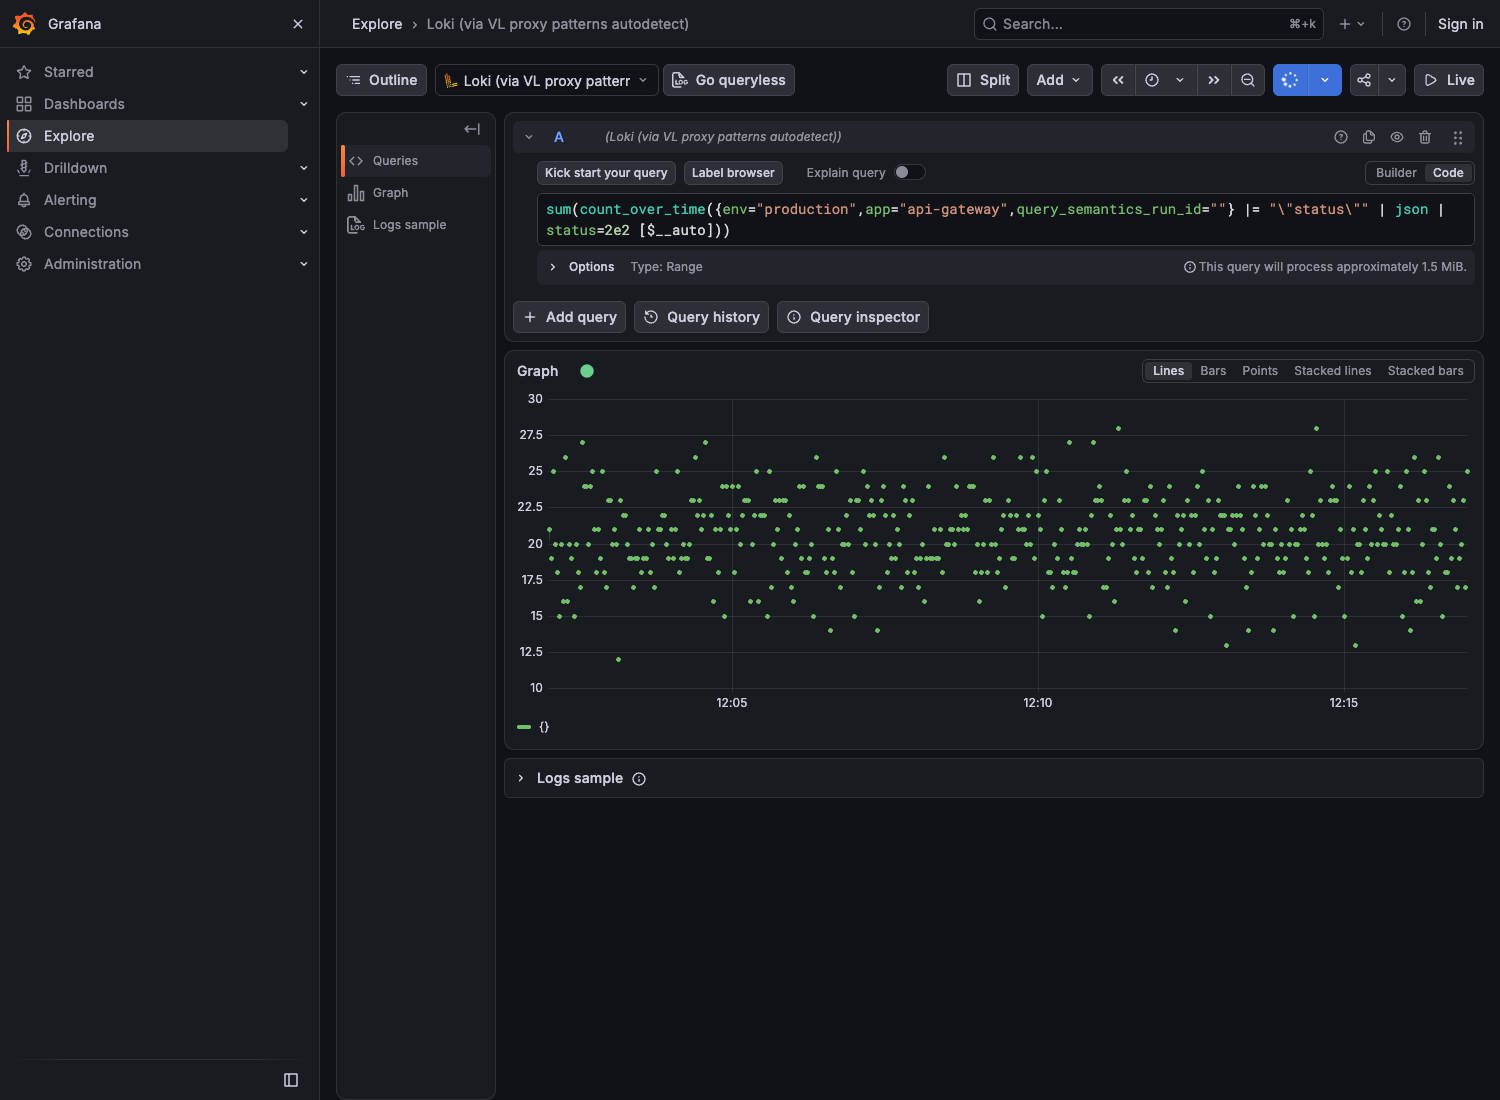 Grafana
Explore › Loki (via VL proxy patterns autodetect)
Search...
⌘+k
Sign in
Starred
Dashboards
Explore
Drilldown
Alerting
Connections
Administration
Outline
Loki (via VL proxy patterr
Go queryless
Split
Add
Live
Queries
Graph
Logs sample
A
(Loki (via VL proxy patterns autodetect))
Kick start your query
Label browser
Explain query
Builder
Code
sum(count_over_time({env="production",app="api-gateway",query_semantics_run_id=""} |= "\"status\"" | json |
status=2e2 [$__auto]))
Options
Type: Range
This query will process approximately 1.5 MiB.
+ Add query
Query history
Query inspector
Graph
Lines
Bars
Points
Stacked lines
Stacked bars
30
27.5
25
22.5
20
17.5
15
12.5
10
12:05
12:10
12:15
{}
Logs sample